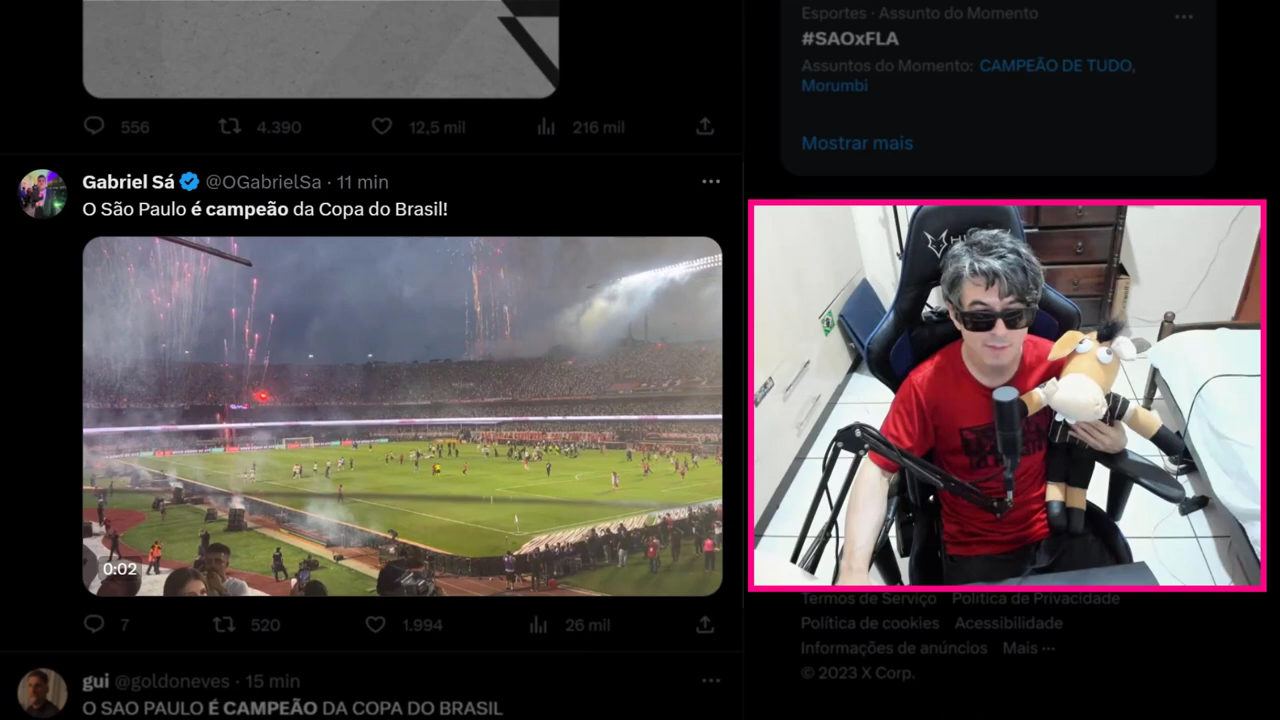 556 4.390 12,5 mil 216 mil
Gabriel Sá @OGabrielSa · 11 min
O São Paulo é campeão da Copa do Brasil!
0:02
7 520 1.994 26 mil
gui @goldoneves · 15 min
O SAO PAULO É CAMPEÃO DA COPA DO BRASIL
Esportes · Assunto do Momento
#SAOxFLA
Assuntos do Momento: CAMPEÃO DE TUDO,
Morumbi
Mostrar mais
Termos de Serviço Política de Privacidade
Política de cookies Acessibilidade
Informações de anúncios Mais ···
© 2023 X Corp.